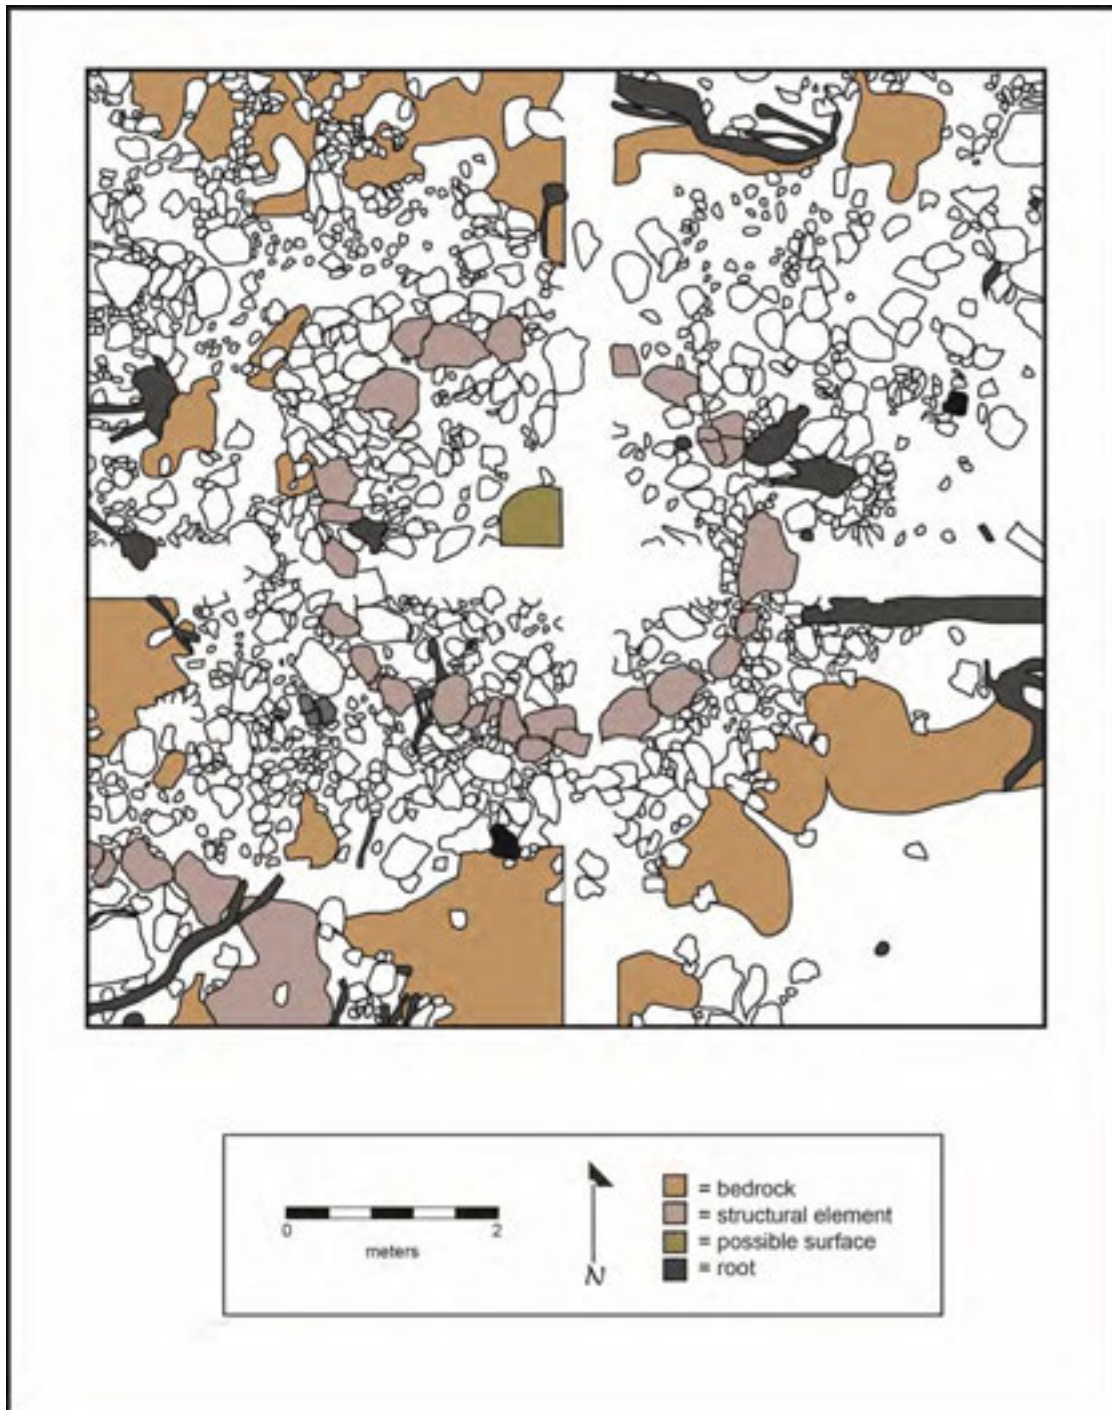 0 2
meters
N
= bedrock
= structural element
= possible surface
= root